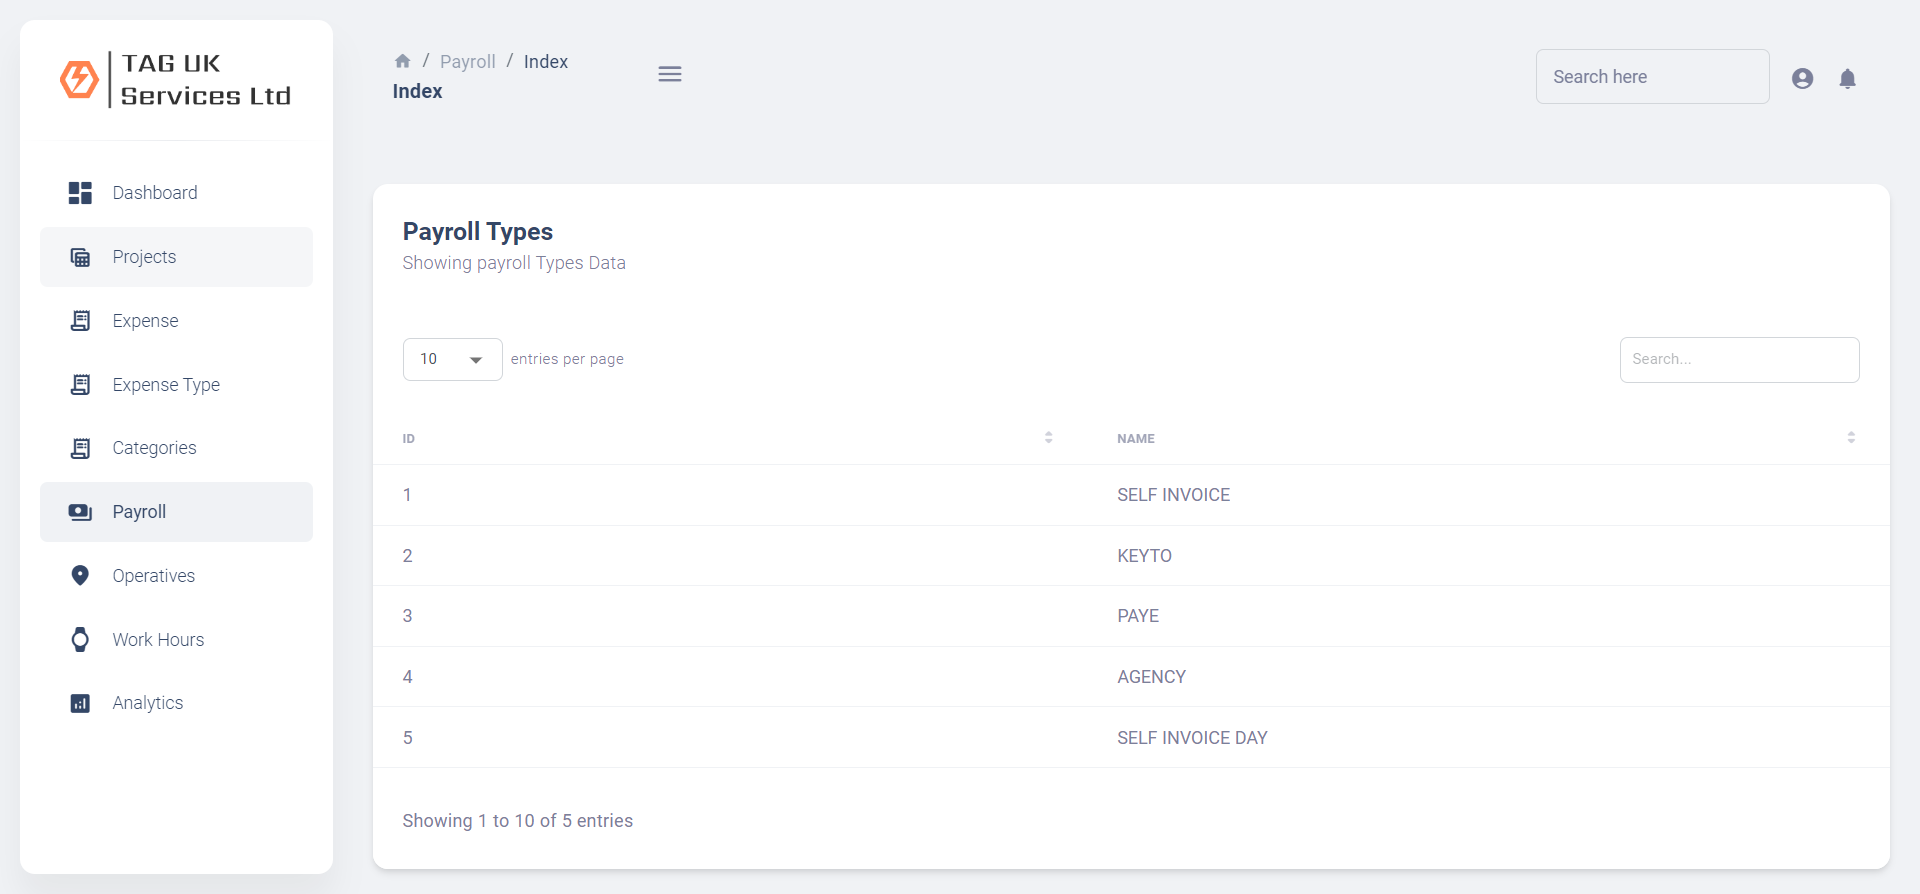 TAG UK
Services Ltd
Dashboard
Projects
Expense
Expense Type
Categories
Payroll
Operatives
Work Hours
Analytics
/ Payroll / Index
Index
Search here
Payroll Types
Showing payroll Types Data
10 entries per page
Search...
ID NAME
1 SELF INVOICE
2 KEYTO
3 PAYE
4 AGENCY
5 SELF INVOICE DAY
Showing 1 to 10 of 5 entries